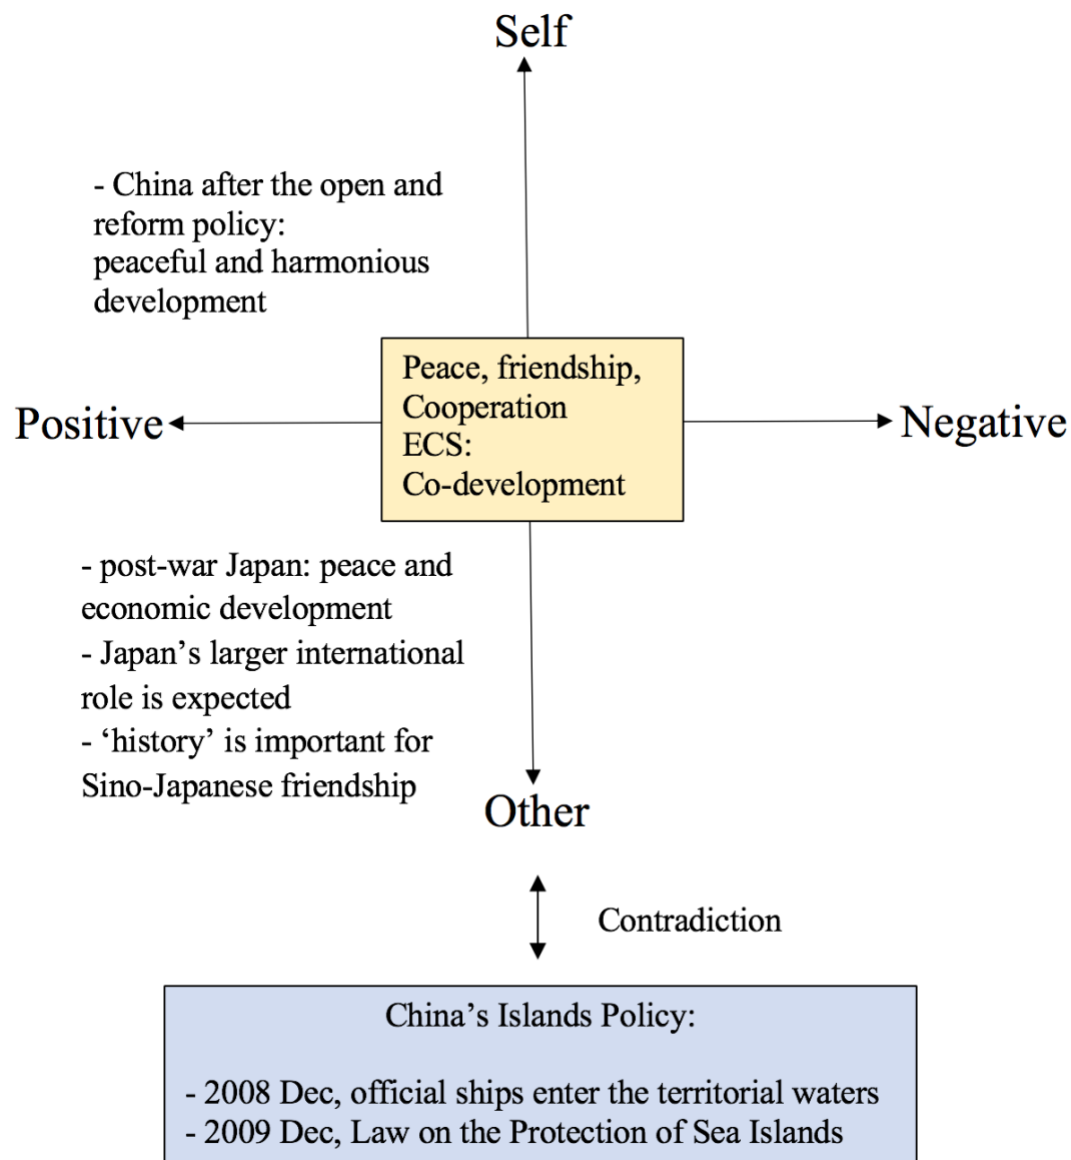 Self
- China after the open and
reform policy:
peaceful and harmonious
development
Peace, friendship,
Cooperation
ECS:
Co-development
Positive
Negative
- post-war Japan: peace and
economic development
- Japan’s larger international
role is expected
- ‘history’ is important for
Sino-Japanese friendship
Other
Contradiction
China’s Islands Policy:
- 2008 Dec, official ships enter the territorial waters
- 2009 Dec, Law on the Protection of Sea Islands